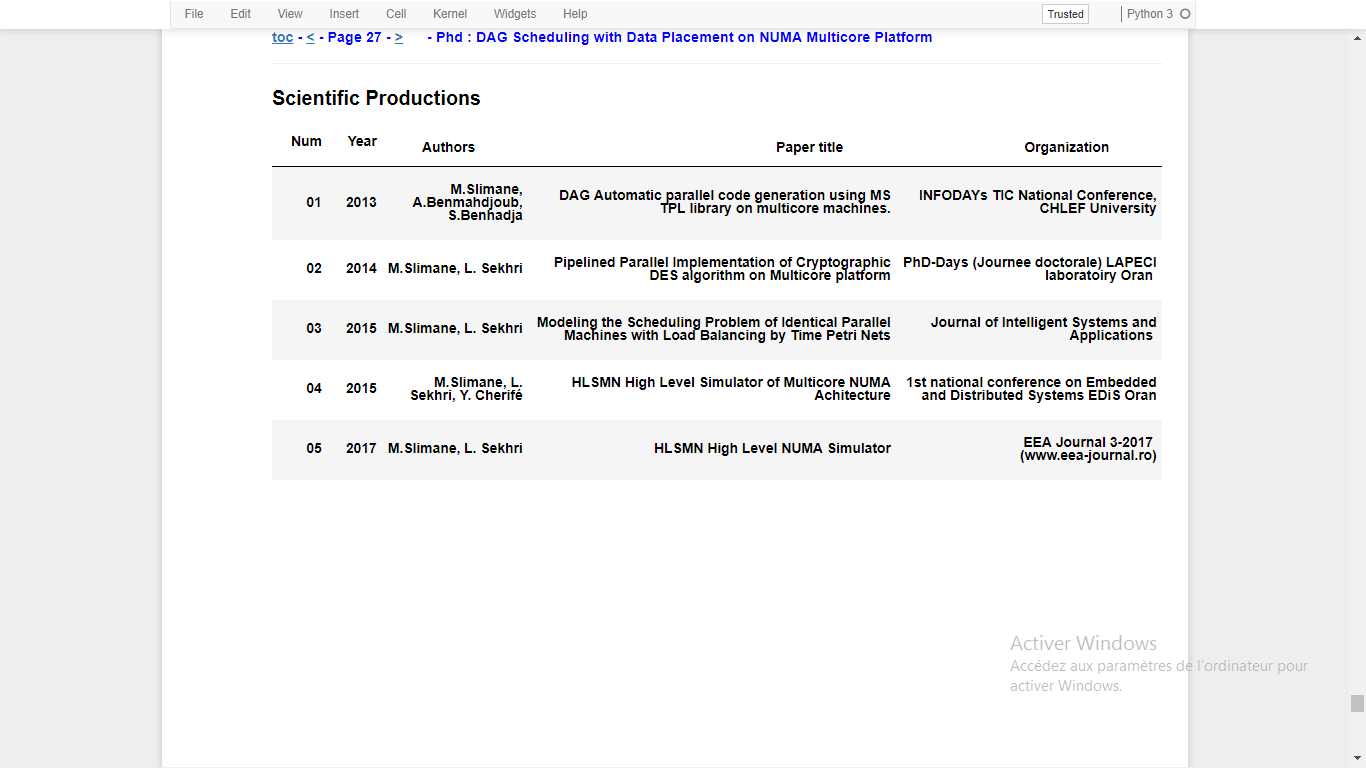 File Edit View Insert Cell Kernel Widgets Help Trusted Python 3
toc - < - Page 27 - > - Phd : DAG Scheduling with Data Placement on NUMA Multicore Platform
Scientific Productions
Num Year Authors Paper title Organization
01 2013 M.Slimane, A.Benmahdjoub, S.Benhadja DAG Automatic parallel code generation using MS TPL library on multicore machines. INFODAYs TIC National Conference, CHLEF University
02 2014 M.Slimane, L. Sekhri Pipelined Parallel Implementation of Cryptographic DES algorithm on Multicore platform PhD-Days (Journee doctorale) LAPECI laboratoiry Oran
03 2015 M.Slimane, L. Sekhri Modeling the Scheduling Problem of Identical Parallel Machines with Load Balancing by Time Petri Nets Journal of Intelligent Systems and Applications
04 2015 M.Slimane, L. Sekhri, Y. Cherifé HLSMN High Level Simulator of Multicore NUMA Achitecture 1st national conference on Embedded and Distributed Systems EDiS Oran
05 2017 M.Slimane, L. Sekhri HLSMN High Level NUMA Simulator EEA Journal 3-2017 (www.eea-journal.ro)
Activer Windows
Accédez aux paramètres de l'ordinateur pour
activer Windows.